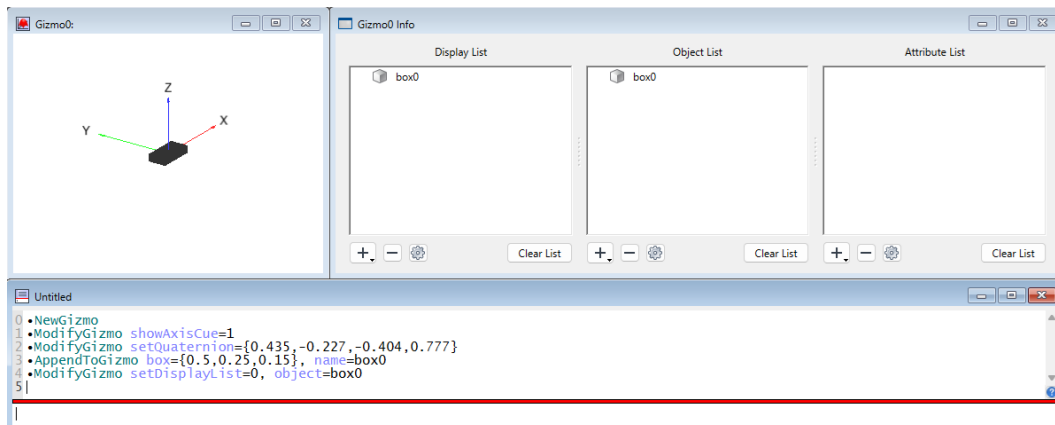 Gizmo0:
Gizmo0 Info
Display List
Object List
Attribute List
box0
box0
Z
Y
X
Clear List
Clear List
Clear List
Untitled
0 •NewGizmo
1 •ModifyGizmo showAxisCue=1
2 •ModifyGizmo setQuaternion={0.435,-0.227,-0.404,0.777}
3 •AppendToGizmo box={0.5,0.25,0.15}, name=box0
4 •ModifyGizmo setDisplayList=0, object=box0
5